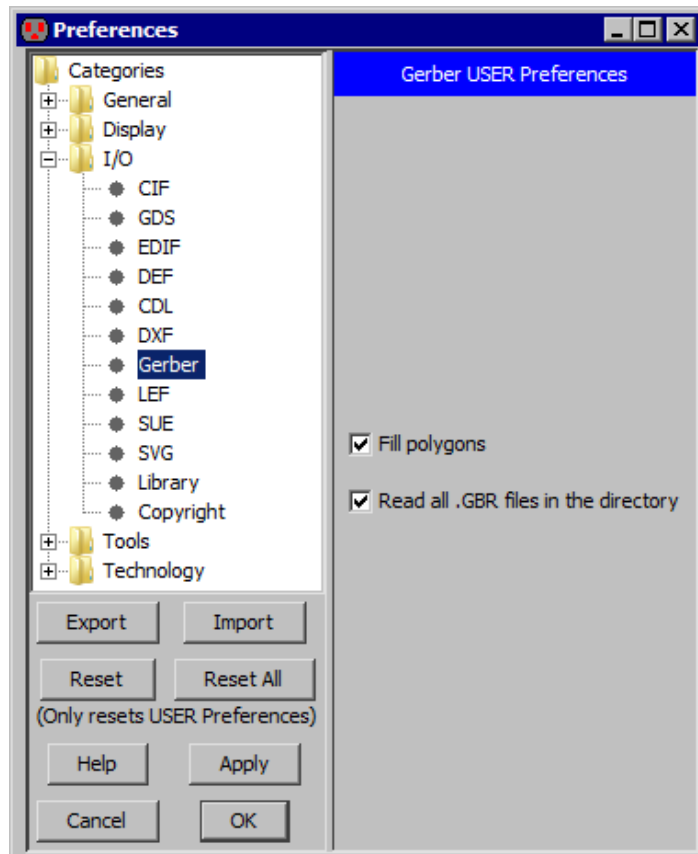 Preferences
Categories
General
Display
I/O
CIF
GDS
EDIF
DEF
CDL
DXF
Gerber
LEF
SUE
SVG
Library
Copyright
Tools
Technology
Export Import
Reset Reset All
(Only resets USER Preferences)
Help Apply
Cancel OK
Gerber USER Preferences
Fill polygons
Read all .GBR files in the directory